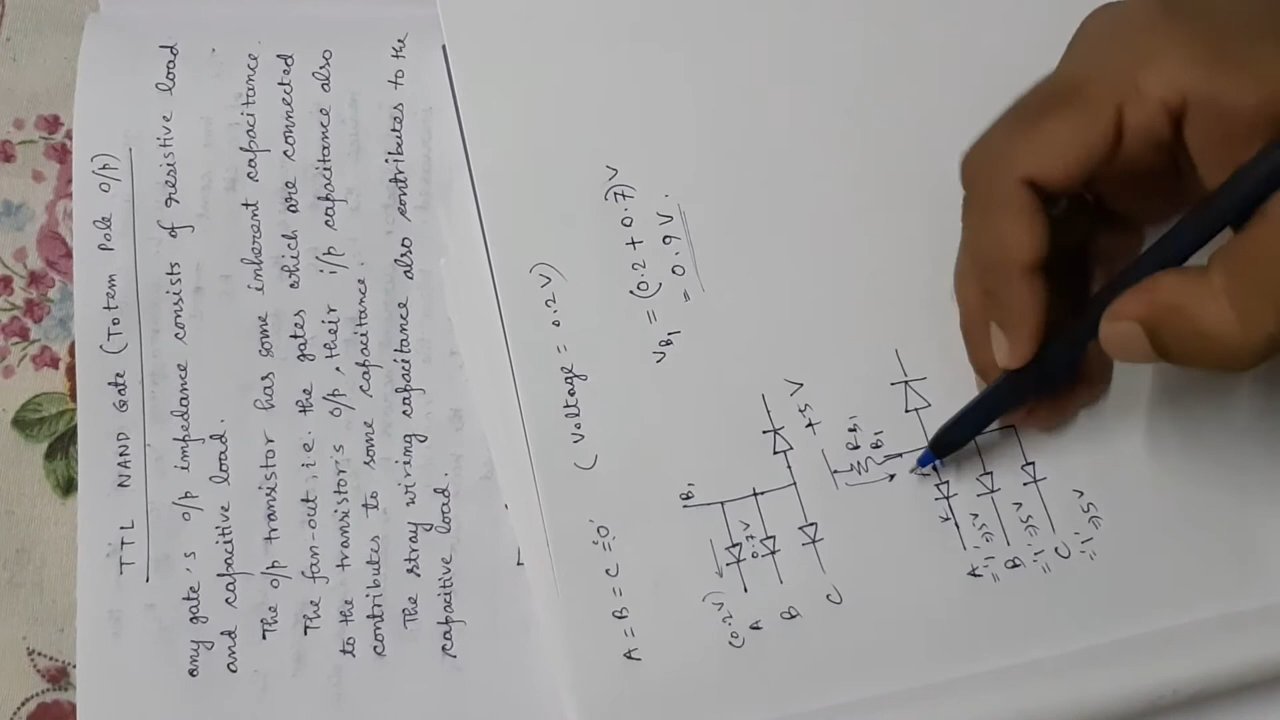 TTL NAND Gate (Totem Pole O/p)
any gate's o/p impedance consists of resistive load
and capacitive load.
The o/p transistor has some inherent capacitance.
The fan-out, i.e. the gates which are connected
to the transistor's o/p, their i/p capacitance also
contributes to some capacitance.
The stray wiring capacitance also contributes to the
capacitive load.
A = B = C = '0' (Voltage = 0.2 V)
VB1 = (0.2 + 0.7) V
= 0.9 V.
B1
(0.2V)
A
0.7V
B
C
+5V
RB1
B1
A
='1'=>5V
B
='1'=>5V
C
='1'=>5V